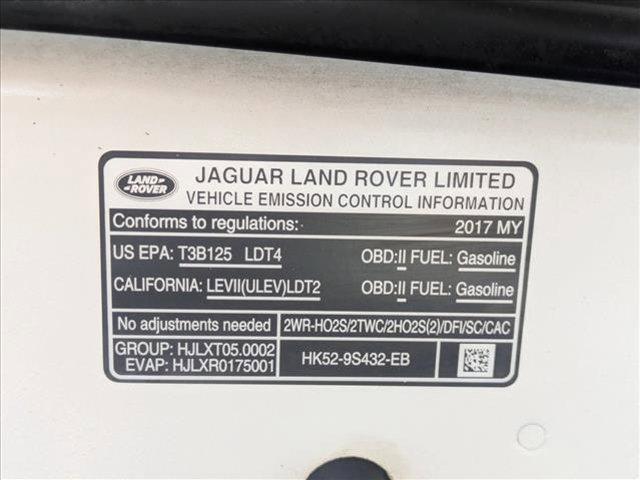 LAND-
-ROVER
JAGUAR LAND ROVER LIMITED
VEHICLE EMISSION CONTROL INFORMATION
Conforms to regulations: 2017 MY
US EPA: T3B125 LDT4 OBD:II FUEL: Gasoline
CALIFORNIA: LEVII(ULEV)LDT2 OBD:II FUEL: Gasoline
No adjustments needed 2WR-HO2S/2TWC/2HO2S(2)/DFI/SC/CAC
GROUP: HJLXT05.0002
EVAP: HJLXR0175001
HK52-9S432-EB